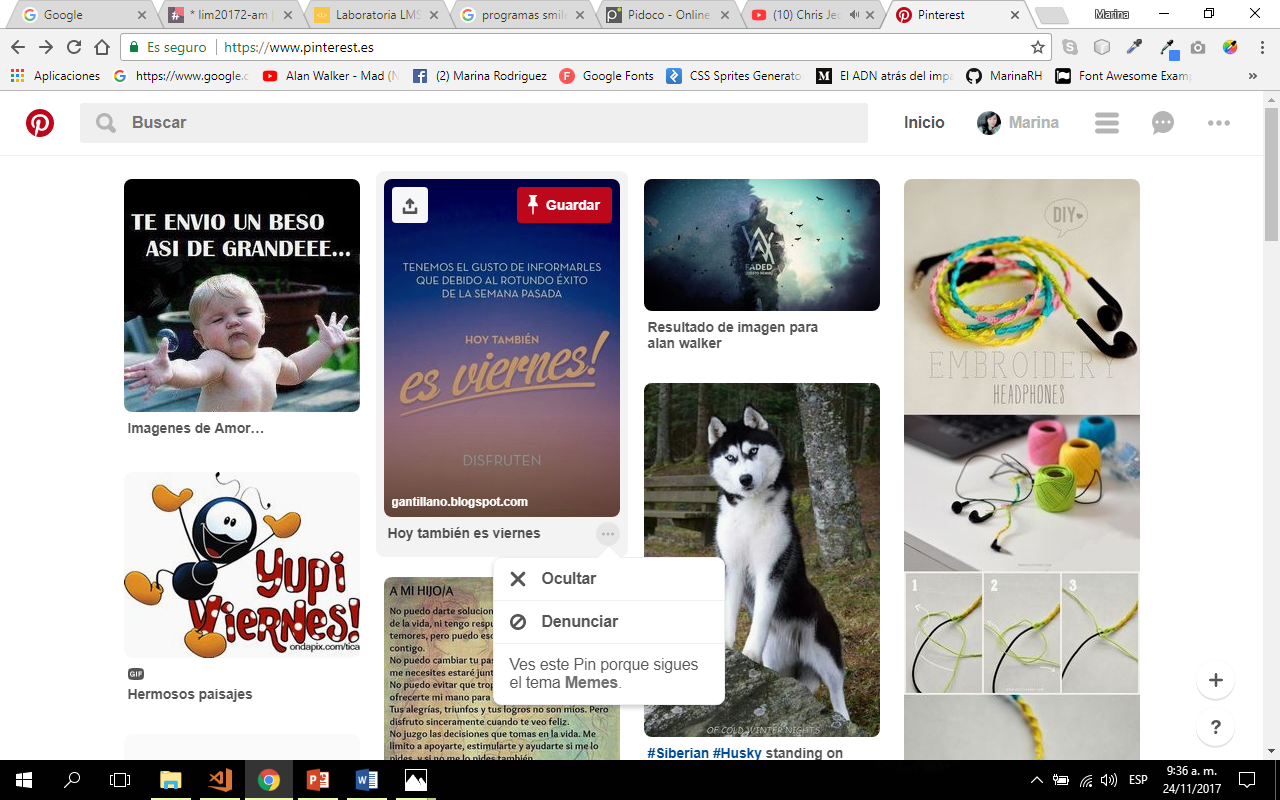 Google
* lim20172-am
Laboratoria LMS
programas smile
Pidoco - Online
(10) Chris Jec
Pinterest
Marina
Es seguro
https://www.pinterest.es
Aplicaciones
https://www.google.c
Alan Walker - Mad (N
(2) Marina Rodriguez
Google Fonts
CSS Sprites Generato
El ADN atrás del impa
MarinaRH
Font Awesome Exam
»
Buscar
Inicio
Marina
TE ENVIO UN BESO
ASI DE GRANDEEE...
Imagenes de Amor…
Guardar
TENEMOS EL GUSTO DE INFORMARLES
QUE DEBIDO AL ROTUNDO ÉXITO
DE LA SEMANA PASADA
HOY TAMBIÉN
es viernes!
DISFRUTEN
gantillano.blogspot.com
Hoy también es viernes
FADED
Resultado de imagen para
alan walker
DIY
EMBROIDERY
HEADPHONES
1
2
3
Yupi
Viernes!
ondapix.com/tica
GIF
Hermosos paisajes
Ocultar
Denunciar
Ves este Pin porque sigues
el tema Memes.
A MI HIJO/A
No puedo darte solucion
de la vida, ni tengo respu
temores, pero puedo esc
contigo.
No puedo cambiar tu pas
me necesites estaré junt
No puedo evitar que trop
ofrecerte mi mano para
Tus alegrías, triunfos y tus logros no son míos. Pero
disfruto sinceramente cuando te veo feliz.
No juzgo las decisiones que tomas en la vida. Me
limito a apoyarte, estimularte y ayudarte si me lo
pides, y si no me lo pides también
OF COLD WINTER NIGHTS
#Siberian #Husky standing on
+
?
ESP
9:36 a. m.
24/11/2017